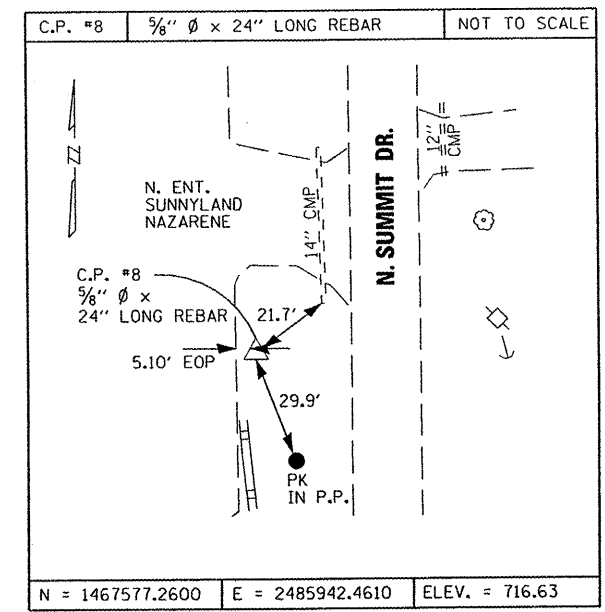 C.P. #8
5/8" Ø × 24" LONG REBAR
NOT TO SCALE
N
N. ENT.
SUNNYLAND
NAZARENE
14" CMP
N. SUMMIT DR.
12"
CMP
C.P. #8
5/8" Ø ×
24" LONG REBAR
21.7'
5.10' EOP
29.9'
PK
IN P.P.
N = 1467577.2600
E = 2485942.4610
ELEV. = 716.63